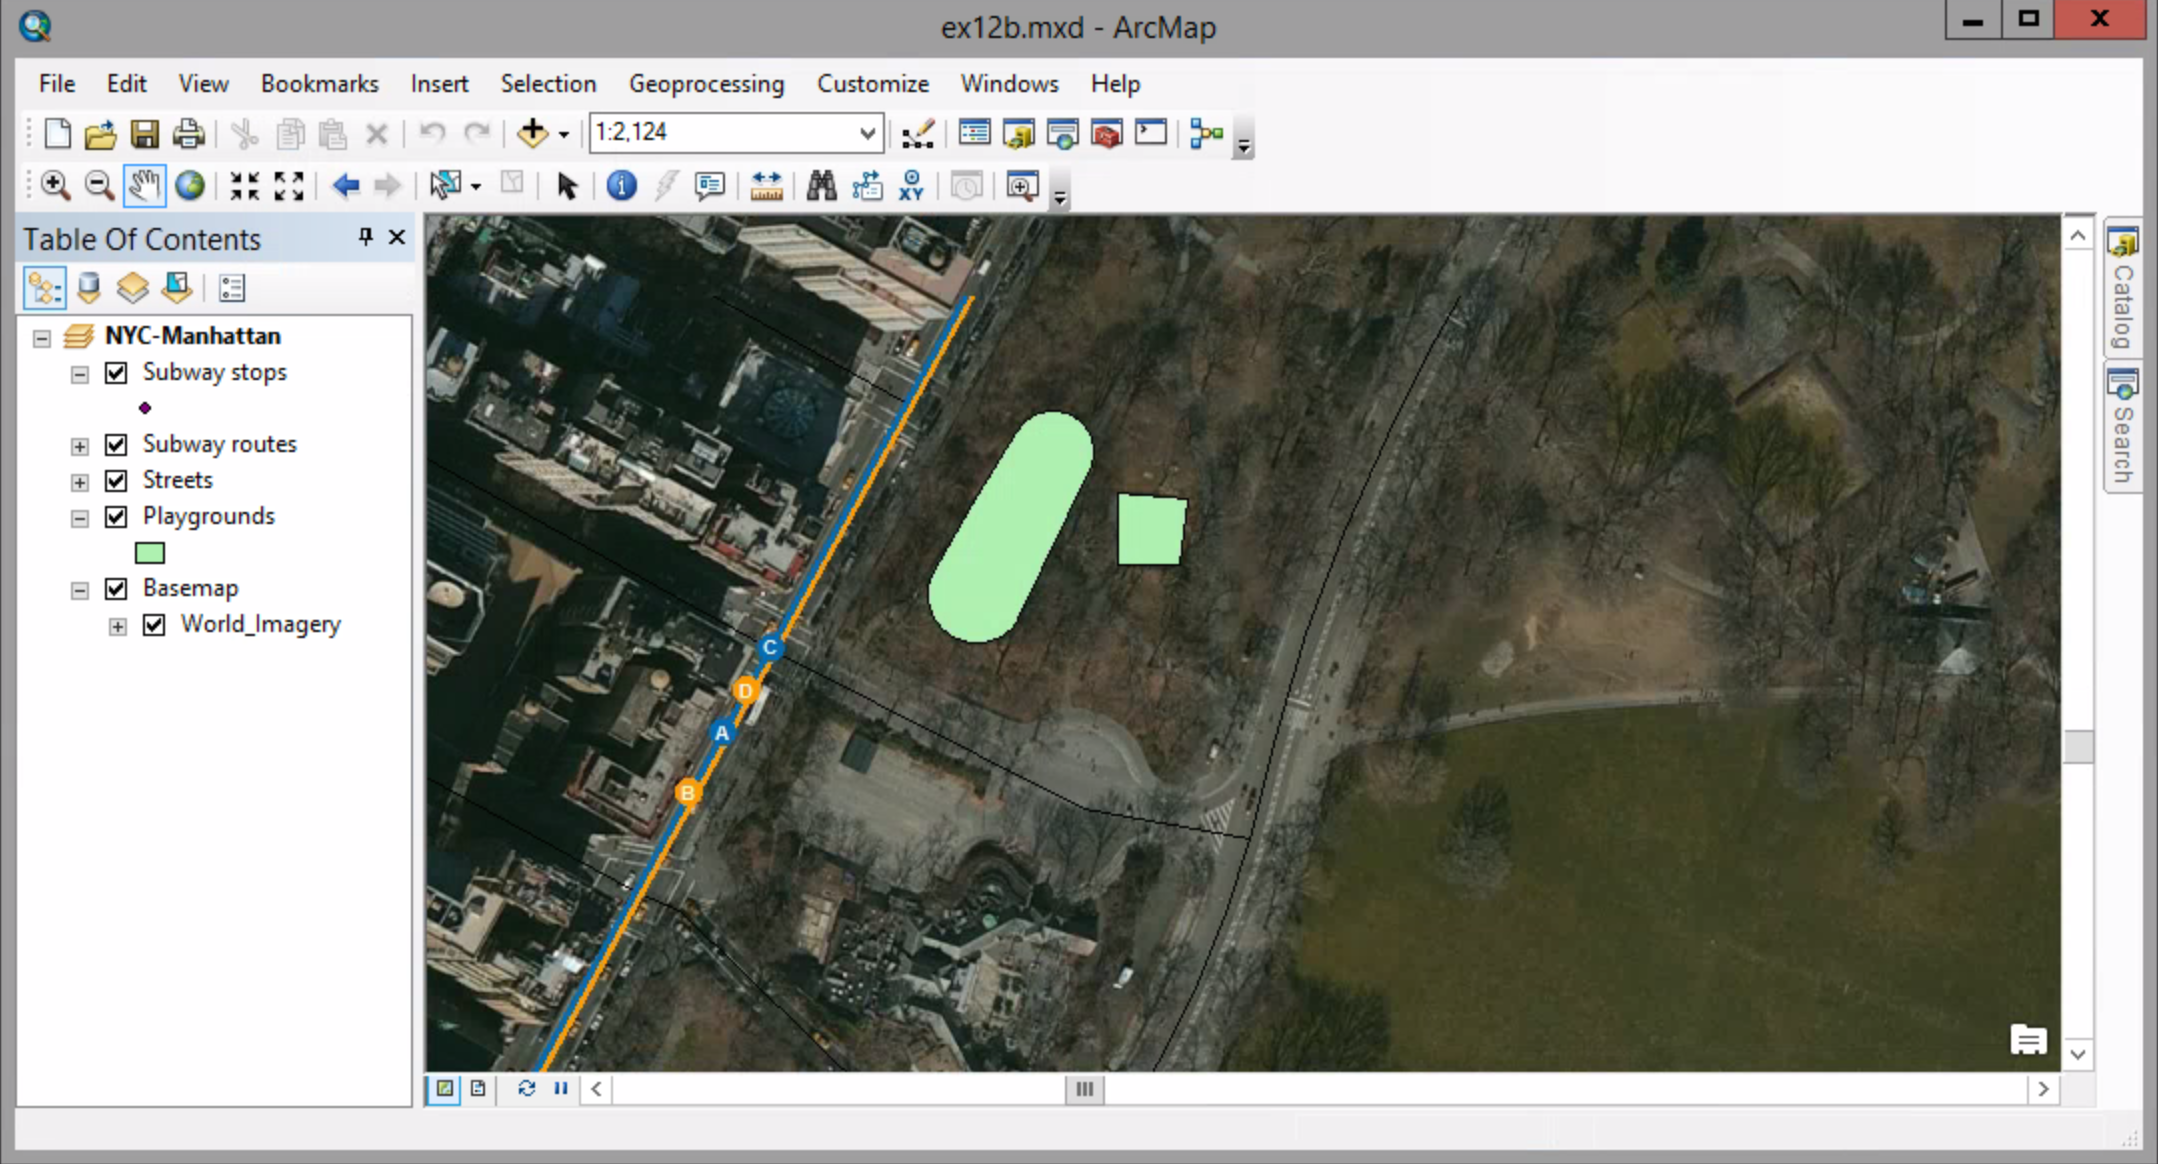 ex12b.mxd - ArcMap
File Edit View Bookmarks Insert Selection Geoprocessing Customize Windows Help
1:2,124
XY
Table Of Contents
NYC-Manhattan
Subway stops
Subway routes
Streets
Playgrounds
Basemap
World_Imagery
C
D
A
B
Catalog
Search